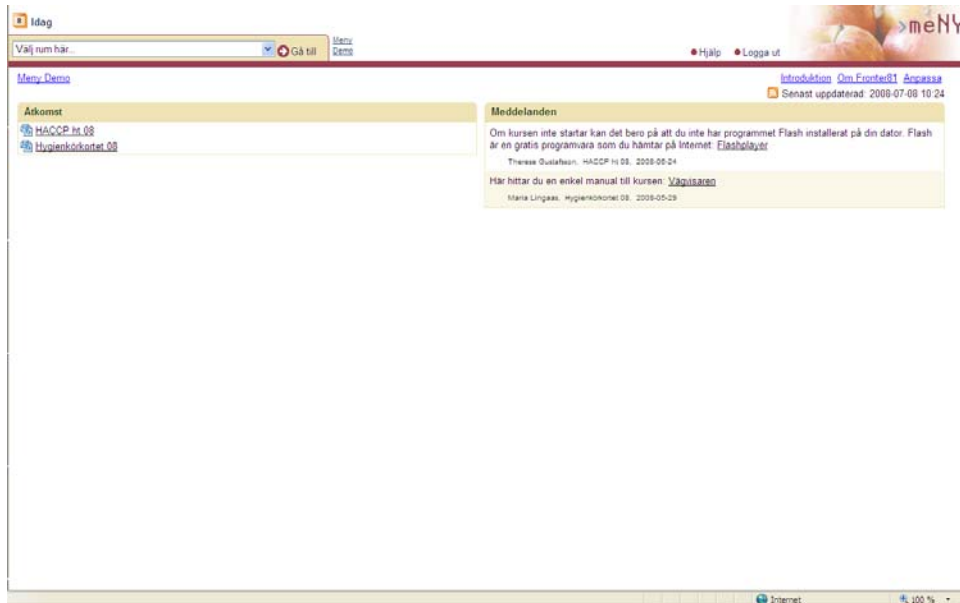 Idag
>meNY
Välj rum här...
Gå till
Meny
Demo
Hjälp
Logga ut
Meny Demo
Introduktion Om Fronter81 Anpassa
Senast uppdaterad: 2008-07-08 10:24
Åtkomst
HACCP ht 08
Hygienkörkortet 08
Meddelanden
Om kursen inte startar kan det bero på att du inte har programmet Flash installerat på din dator. Flash
är en gratis programvara som du hämtar på Internet: Flashplayer
Therese Gustafsson, HACCP ht 08, 2008-06-24
Här hittar du en enkel manual till kursen: Vägvisaren
Maria Lingaas, Hygienkörkortet 08, 2008-05-29
Internet
100 %